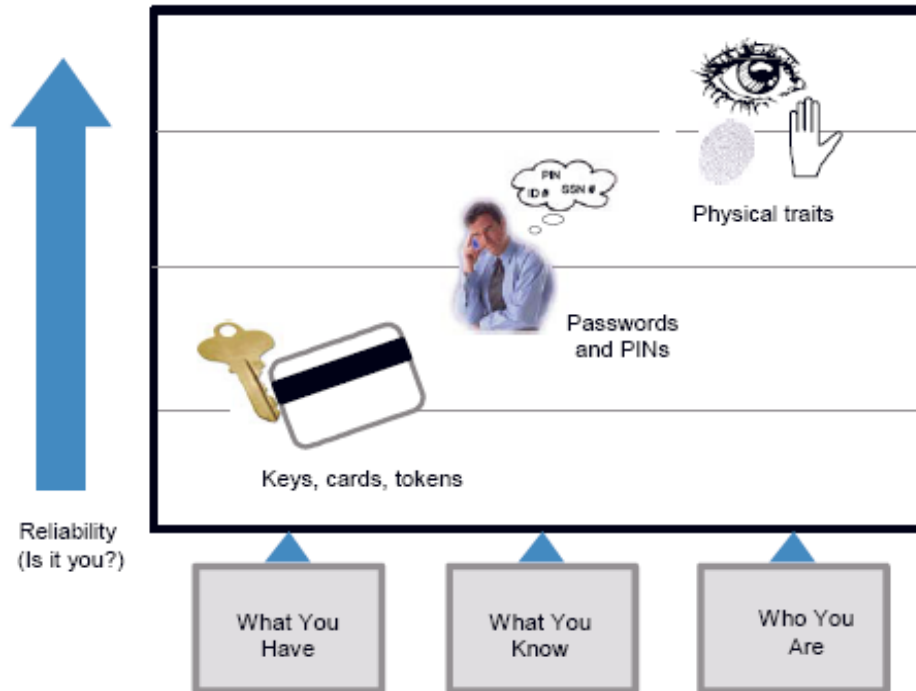 PIN
ID # SSN #
Physical traits
Passwords
and PINs
Keys, cards, tokens
Reliability
(Is it you?)
What You
Have
What You
Know
Who You
Are